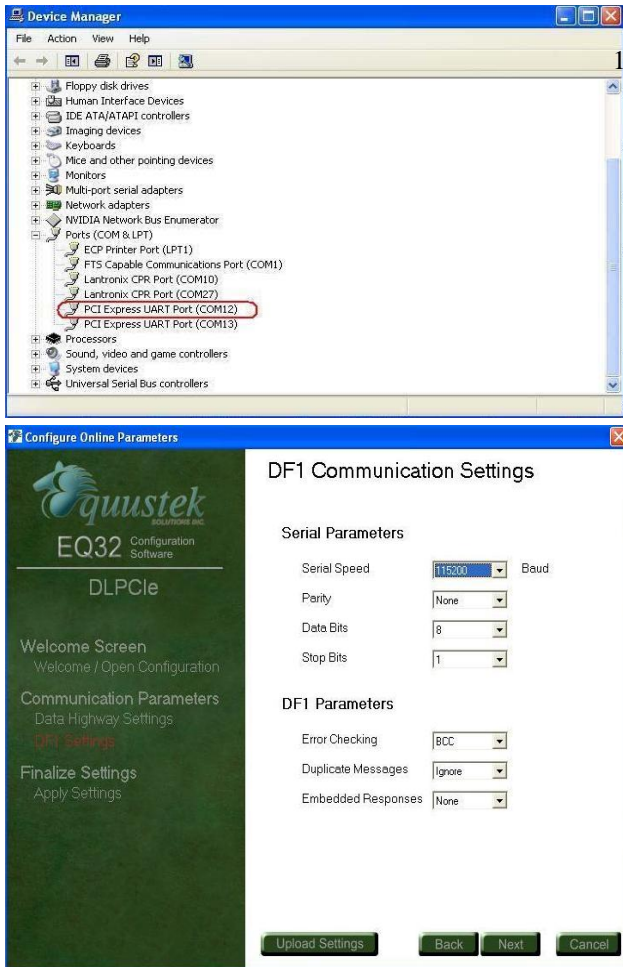 Device Manager
File Action View Help
1
Floppy disk drives
Human Interface Devices
IDE ATA/ATAPI controllers
Imaging devices
Keyboards
Mice and other pointing devices
Monitors
Multi-port serial adapters
Network adapters
NVIDIA Network Bus Enumerator
Ports (COM & LPT)
ECP Printer Port (LPT1)
FTS Capable Communications Port (COM1)
Lantronix CPR Port (COM10)
Lantronix CPR Port (COM27)
PCI Express UART Port (COM12)
PCI Express UART Port (COM13)
Processors
Sound, video and game controllers
System devices
Universal Serial Bus controllers
Configure Online Parameters
Equustek
SOLUTIONS INC.
EQ32 Configuration Software
DLPCIe
Welcome Screen
Welcome / Open Configuration
Communication Parameters
Data Highway Settings
DF1 Settings
Finalize Settings
Apply Settings
DF1 Communication Settings
Serial Parameters
Serial Speed 115200 Baud
Parity None
Data Bits 8
Stop Bits 1
DF1 Parameters
Error Checking BCC
Duplicate Messages Ignore
Embedded Responses None
Upload Settings Back Next Cancel